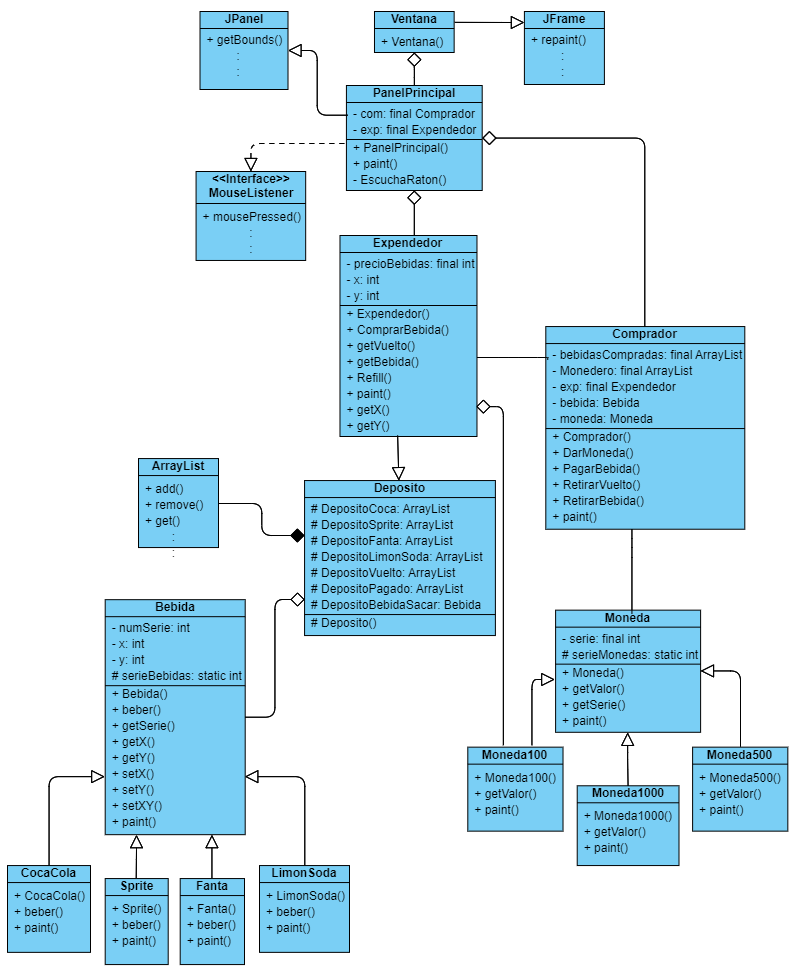 JPanel
+ getBounds()
:
:
Ventana
+ Ventana()
JFrame
+ repaint()
:
:
PanelPrincipal
- com: final Comprador
- exp: final Expendedor
+ PanelPrincipal()
+ paint()
- EscuchaRaton()
<<Interface>>
MouseListener
+ mousePressed()
:
:
Expendedor
- precioBebidas: final int
- x: int
- y: int
+ Expendedor()
+ ComprarBebida()
+ getVuelto()
+ getBebida()
+ Refill()
+ paint()
+ getX()
+ getY()
Comprador
- bebidasCompradas: final ArrayList
- Monedero: final ArrayList
- exp: final Expendedor
- bebida: Bebida
- moneda: Moneda
+ Comprador()
+ DarMoneda()
+ PagarBebida()
+ RetirarVuelto()
+ RetirarBebida()
+ paint()
ArrayList
+ add()
+ remove()
+ get()
:
:
Deposito
# DepositoCoca: ArrayList
# DepositoSprite: ArrayList
# DepositoFanta: ArrayList
# DepositoLimonSoda: ArrayList
# DepositoVuelto: ArrayList
# DepositoPagado: ArrayList
# DepositoBebidaSacar: Bebida
# Deposito()
Bebida
- numSerie: int
- x: int
- y: int
# serieBebidas: static int
+ Bebida()
+ beber()
+ getSerie()
+ getX()
+ getY()
+ setX()
+ setY()
+ setXY()
+ paint()
Moneda
- serie: final int
# serieMonedas: static int
+ Moneda()
+ getValor()
+ getSerie()
+ paint()
Moneda100
+ Moneda100()
+ getValor()
+ paint()
Moneda1000
+ Moneda1000()
+ getValor()
+ paint()
Moneda500
+ Moneda500()
+ getValor()
+ paint()
CocaCola
+ CocaCola()
+ beber()
+ paint()
Sprite
+ Sprite()
+ beber()
+ paint()
Fanta
+ Fanta()
+ beber()
+ paint()
LimonSoda
+ LimonSoda()
+ beber()
+ paint()